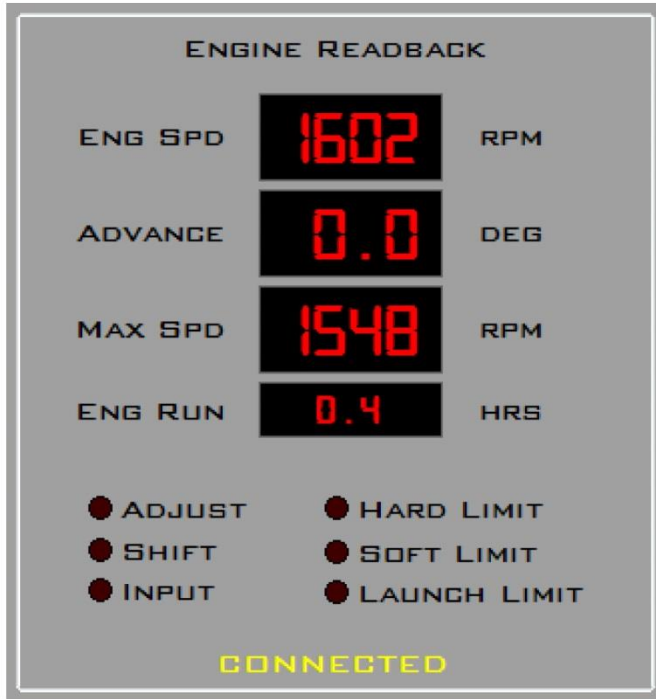 ENGINE READBACK
ENG SPD 1602 RPM
ADVANCE 0.0 DEG
MAX SPD 1548 RPM
ENG RUN 0.4 HRS
ADJUST HARD LIMIT
SHIFT SOFT LIMIT
INPUT LAUNCH LIMIT
CONNECTED